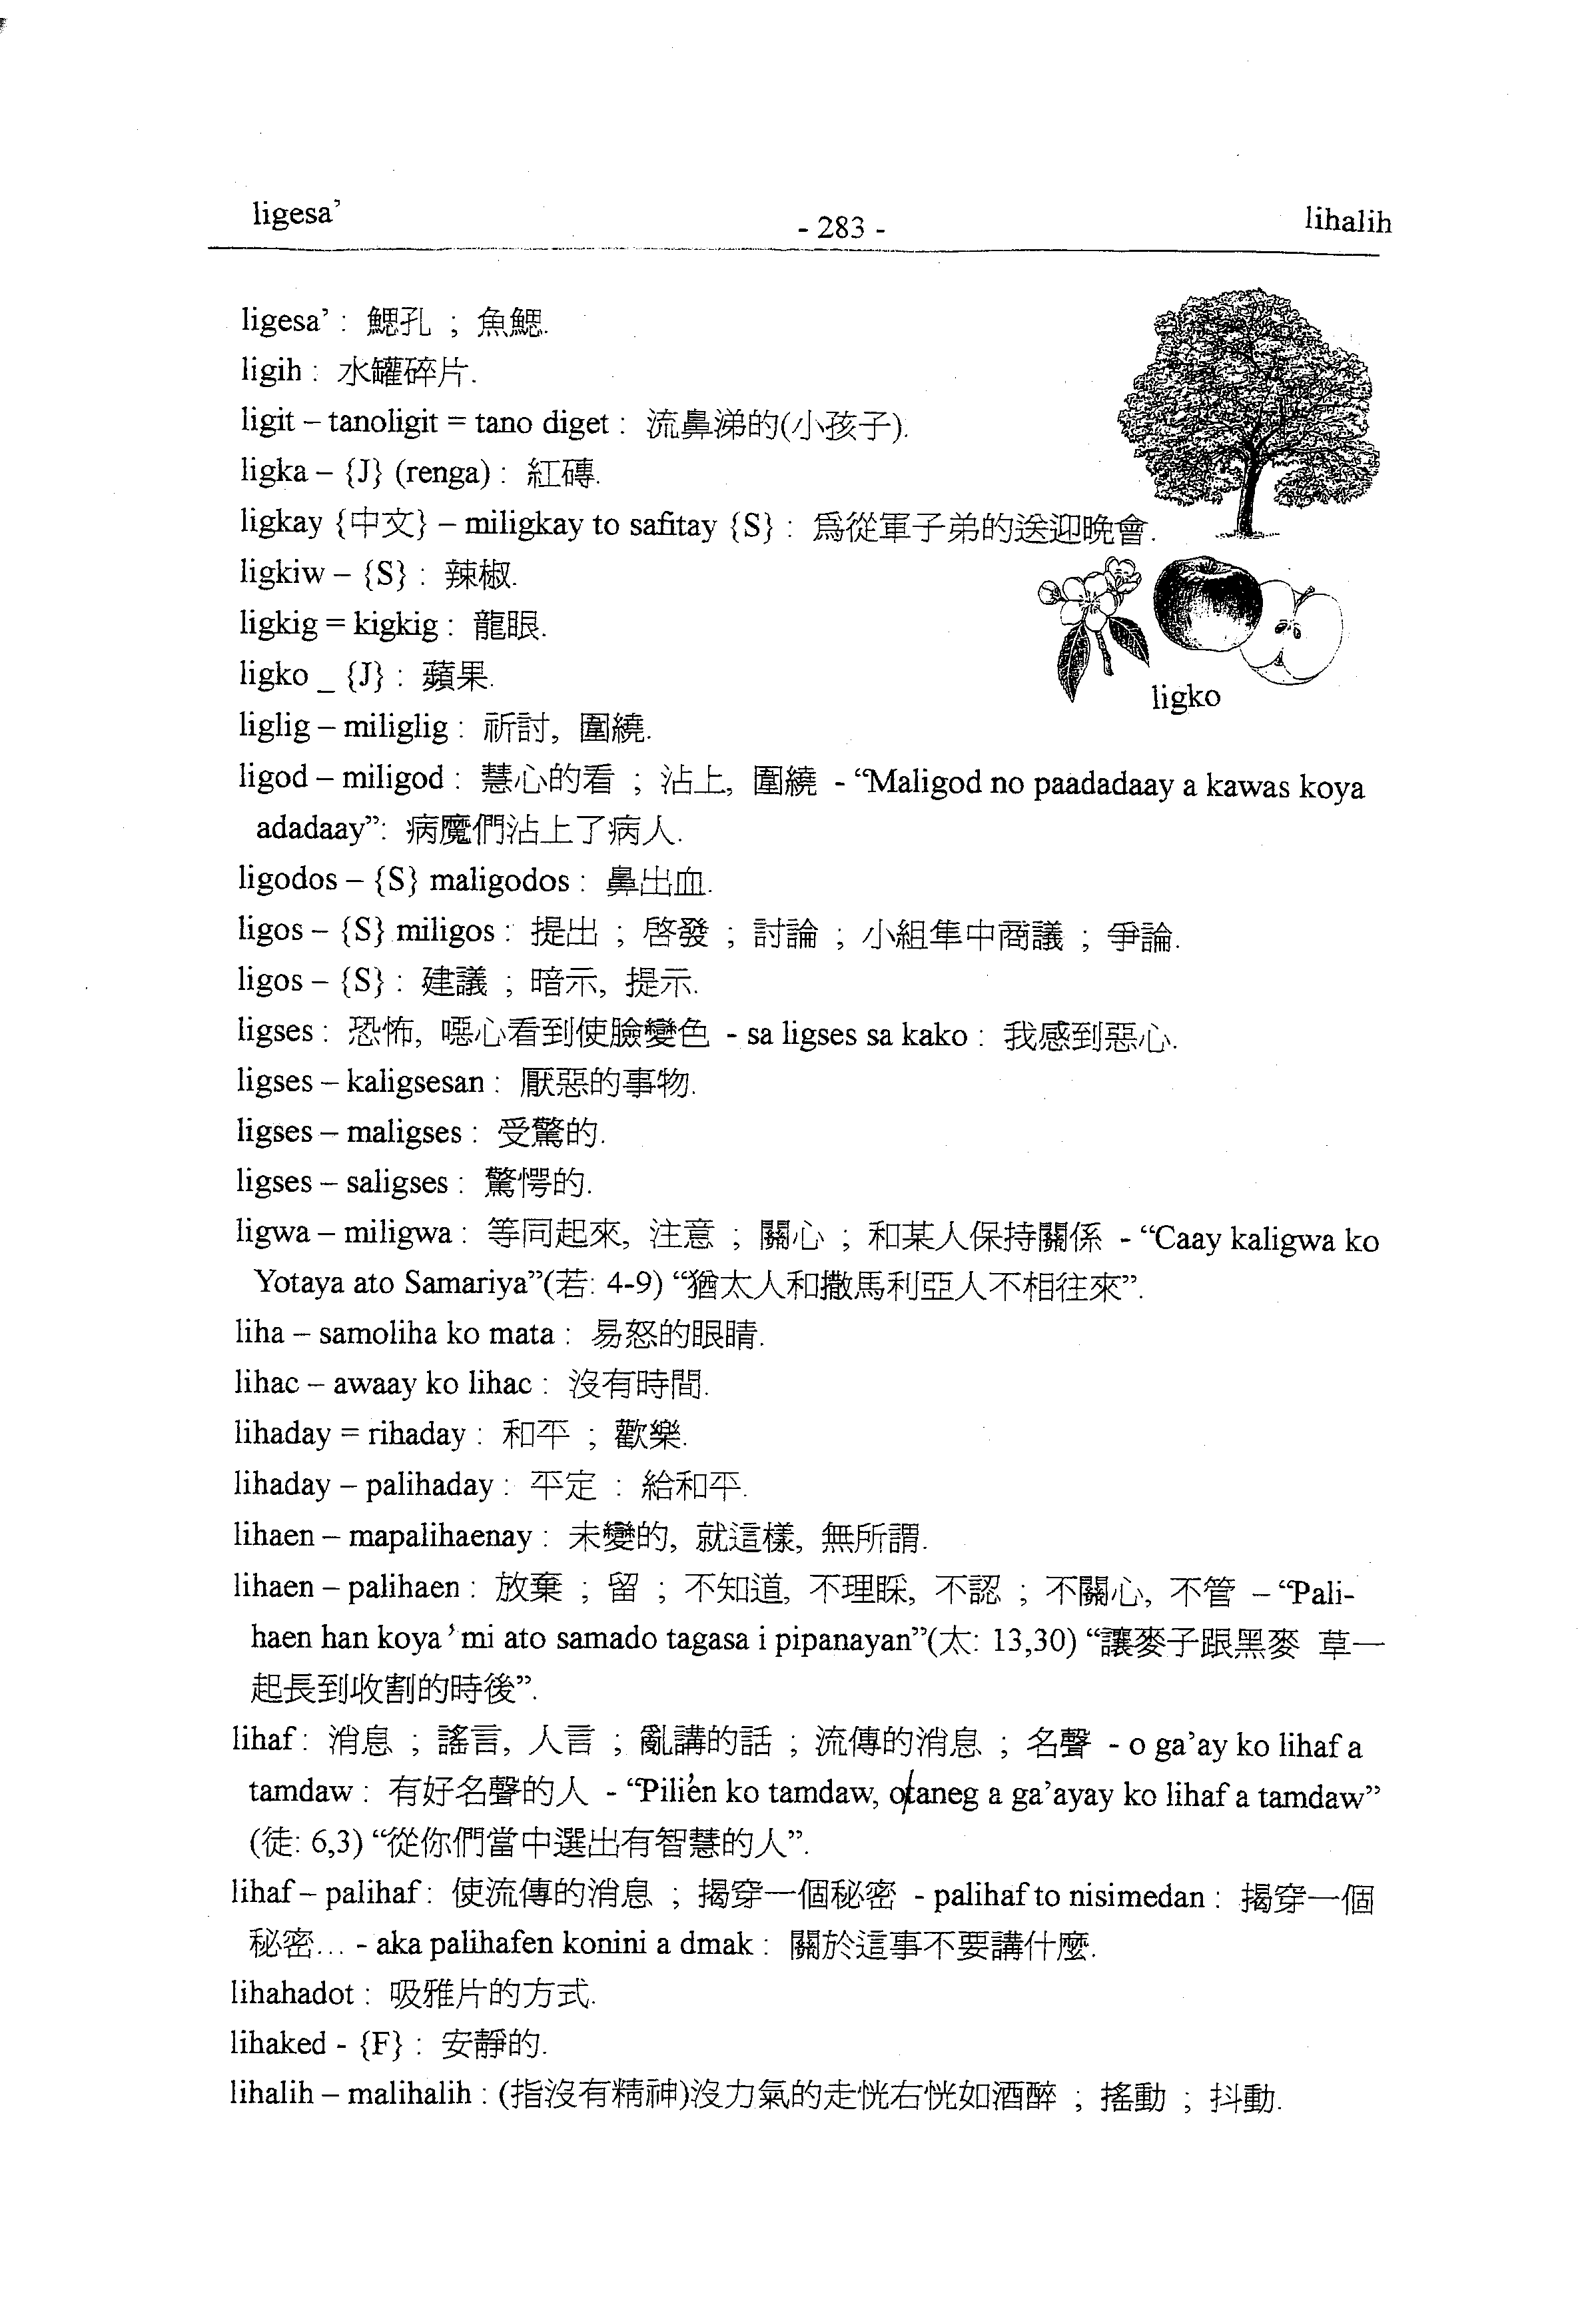 ligesa’
- 283 -
lihalih
ligesa’ : 鰓孔 ; 魚鰓.
ligih : 水罐碎片.
ligit – tanoligit = tano diget : 流鼻涕的(小孩子).
ligka – {J} (renga) : 紅磚.
ligkay {中文} – miligkay to safitay {S} : 爲從軍子弟的送迎晚會.
ligkiw – {S} : 辣椒.
ligkig = kigkig : 龍眼.
ligko _ {J} : 蘋果.
ligko
liglig – miliglig : 祈討, 圍繞.
ligod – miligod : 慧心的看 ; 沾上, 圍繞 - “Maligod no paadadaay a kawas koya
adadaay”: 病魔們沾上了病人.
ligodos – {S} maligodos : 鼻出血.
ligos – {S} miligos : 提出 ; 啓發 ; 討論 ; 小組隼中商議 ; 爭論.
ligos – {S} : 建議 ; 暗示, 提示.
ligses : 恐怖, 噁心看到使臉變色 - sa ligses sa kako : 我感到惡心.
ligses – kaligsesan : 厭惡的事物.
ligses – maligses : 受驚的.
ligses – saligses : 驚愕的.
ligwa – miligwa : 等同起來, 注意 ; 關心 ; 和某人保持關係 - “Caay kaligwa ko
Yotaya ato Samariya”(若: 4-9) “猶太人和撒馬利亞人不相往來”.
liha – samoliha ko mata : 易怒的眼睛.
lihac – awaay ko lihac : 沒有時間.
lihaday = rihaday : 和平 ; 歡樂.
lihaday – palihaday : 平定 : 給和平.
lihaen – mapalihaenay : 未變的, 就這樣, 無所謂.
lihaen – palihaen : 放棄 ; 留 ; 不知道, 不理睬, 不認 ; 不關心, 不管 – “Pali-
haen han koya ’mi ato samado tagasa i pipanayan”(太: 13,30) “讓麥子跟黑麥 草一
起長到收割的時後”.
lihaf : 消息 ; 謠言, 人言 ; 亂講的話 ; 流傳的消息 ; 名聲 - o ga’ay ko lihaf a
tamdaw : 有好名聲的人 - “Pili’en ko tamdaw, o taneg a ga’ayay ko lihaf a tamdaw”
(徒: 6,3) “從你們當中選出有智慧的人”.
lihaf – palihaf : 使流傳的消息 ; 揭穿一個秘密 - palihaf to nisimedan : 揭穿一個
秘密... - aka palihafen konini a dmak : 關於這事不要講什麼.
lihahadot : 吸雅片的方式.
lihaked - {F} : 安靜的.
lihalih – malihalih : (指沒有精神)沒力氣的走恍右恍如酒醉 ; 搖動 ; 抖動.